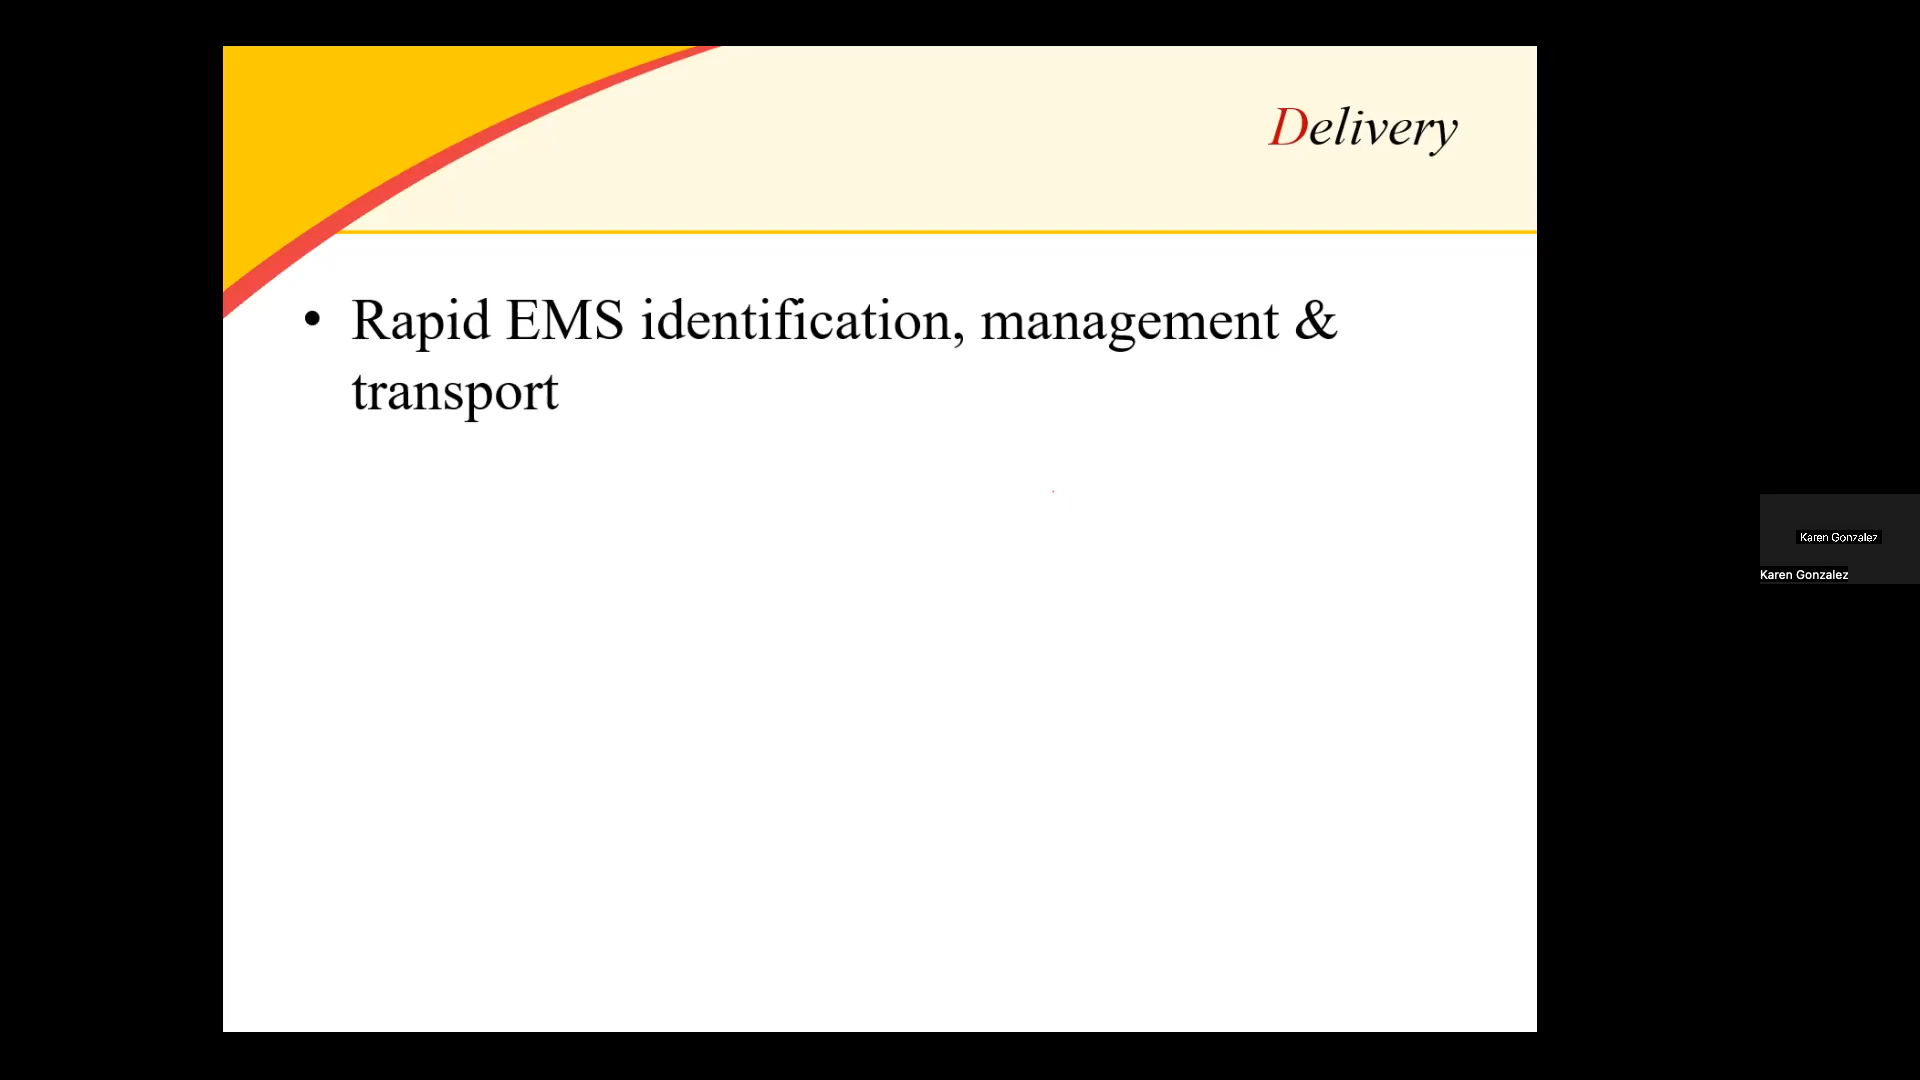 Delivery
• Rapid EMS identification, management &
transport
Karen Gonzalez
Karen Gonzalez